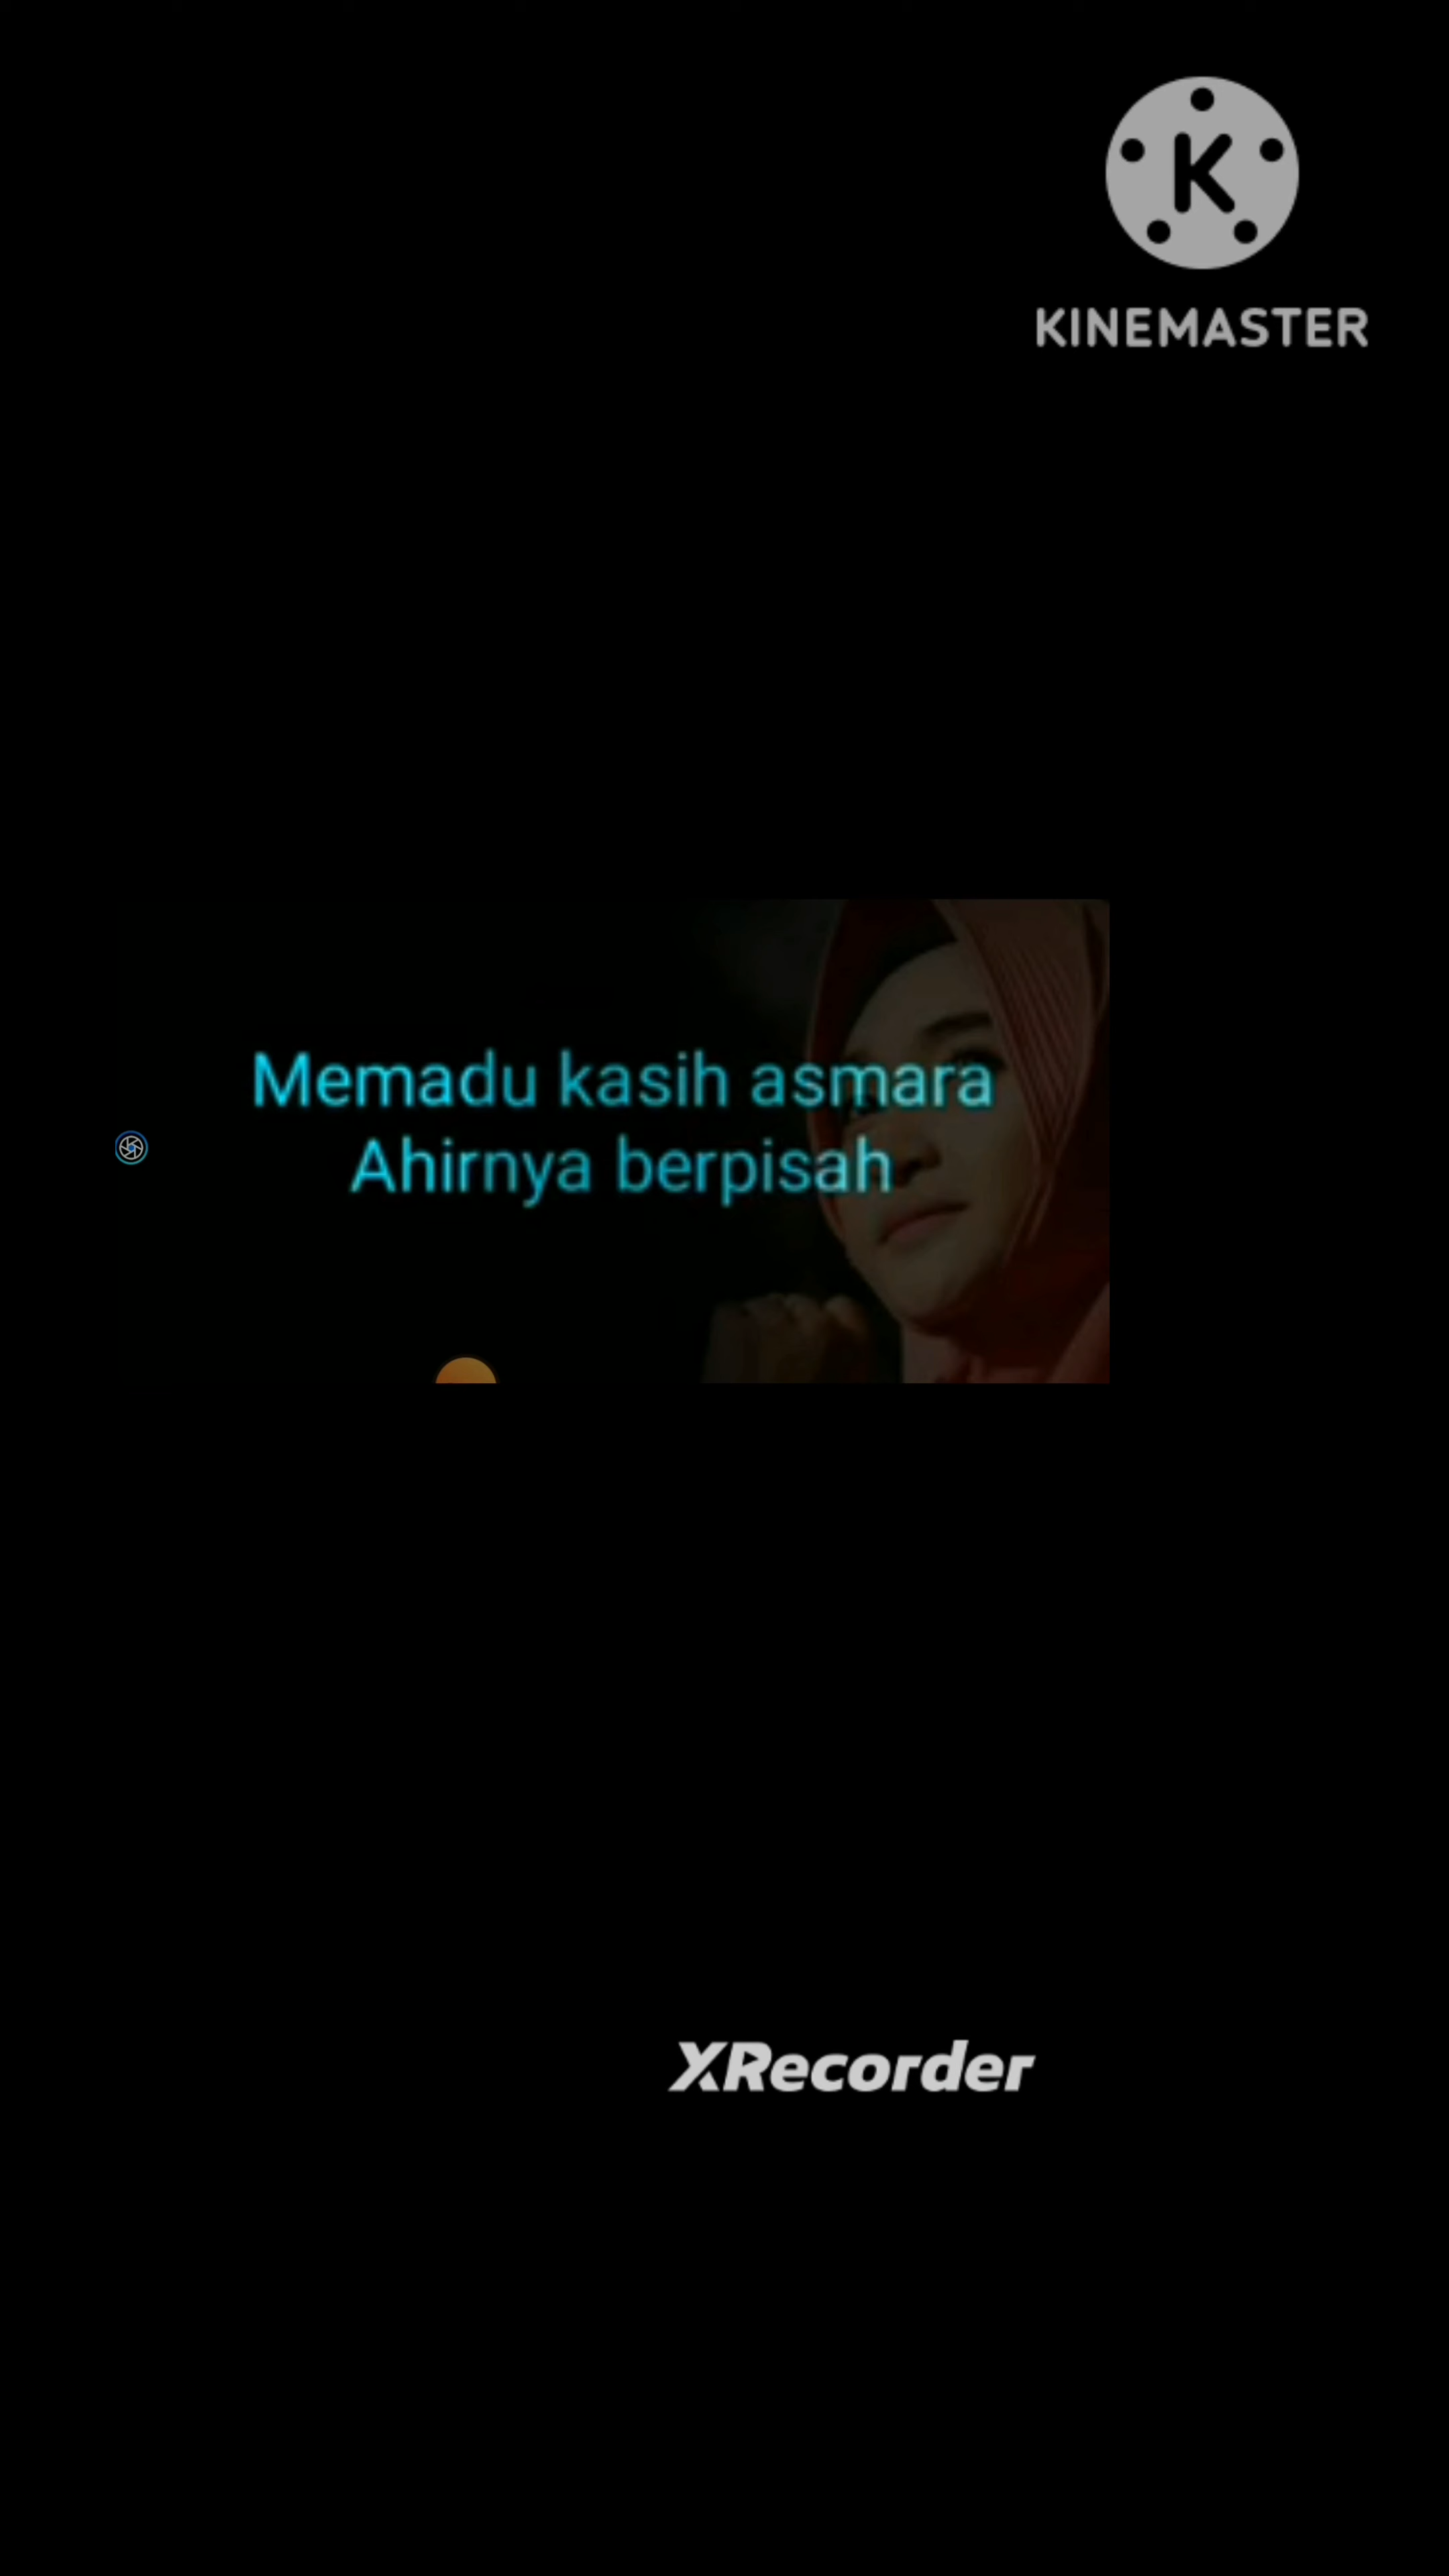 K
KINEMASTER
Memadu kasih asmara
Ahirnya berpisah
XRecorder